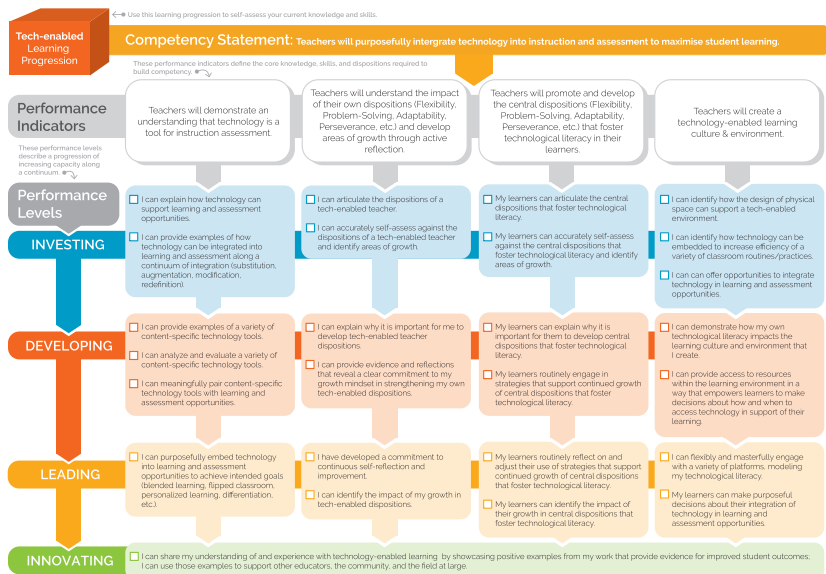 Use this learning progression to self-assess your current knowledge and skills.
Tech-enabled
Learning
Progression
Competency Statement: Teachers will purposefully intergrate technology into instruction and assessment to maximise student learning.
These performance indicators define the core knowledge, skills, and dispositions required to
build competency.
Performance
Indicators
Teachers will demonstrate an
understanding that technology is a
tool for instruction assessment.
Teachers will understand the impact
of their own dispositions (Flexibility,
Problem-Solving, Adaptability,
Perseverance, etc.) and develop
areas of growth through active
reflection.
Teachers will promote and develop
the central dispositions (Flexibility,
Problem-Solving, Adaptability,
Perseverance, etc.) that foster
technological literacy in their
learners.
Teachers will create a
technology-enabled learning
culture & environment.
These performance levels
describe a progression of
increasing capacity along
a continuum.
Performance
Levels
INVESTING
I can explain how technology can
support learning and assessment
opportunities.
I can provide examples of how
technology can be integrated into
learning and assessment along a
continuum of integration (substitution,
augmentation, modification,
redefinition)
I can articulate the dispositions of a
tech-enabled teacher.
I can accurately self-assess against the
dispositions of a tech-enabled teacher
and identify areas of growth.
My learners can articulate the central
dispositions that foster technological
literacy.
My learners can accurately self-assess
against the central dispositions that
foster technological literacy and identify
areas of growth.
I can identify how the design of physical
space can support a tech-enabled
environment.
I can identify how technology can be
embedded to increase efficiency of a
variety of classroom routines/practices.
I can can offer opportunities to integrate
technology in learning and assessment
opportunities.
DEVELOPING
I can provide examples of a variety of
content-specific technology tools.
I can analyze and evaluate a variety of
content-specific technology tools.
I can meaningfully pair content-specific
technology tools with learning and
assessment opportunities.
I can explain why it is important for me to
develop tech-enabled teacher
dispositions.
I can provide evidence and reflections
that reveal a clear commitment to my
growth mindset in strengthening my own
tech-enabled dispositions.
My learners can explain why it is
important for them to develop central
dispositions that foster technological
literacy.
My learners routinely engage in
strategies that support continued growth
of central dispositions that foster
technological literacy.
I can demonstrate how my own
technological literacy impacts the
learning culture and environment that
I create.
I can provide access to resources
within the learning environment in a
way that empowers learners to make
decisions about how and when to
access technology in support of their
learning.
LEADING
I can purposefully embed technology
into learning and assessment
opportunities to achieve intended goals
(blended learning, flipped classroom,
personalized learning, differentiation,
etc.)
I have developed a commitment to
continuous self-reflection and
improvement.
I can identify the impact of my growth in
tech-enabled dispositions.
My learners routinely reflect on and
adjust their use of strategies that support
continued growth of central dispositions
that foster technological literacy.
My learners can identify the impact of
their growth in central dispositions that
foster technological literacy.
I can flexibly and masterfully engage
with a variety of platforms, modeling
my technological literacy.
My learners can make purposeful
decisions about their integration of
technology in learning and
assessment opportunities.
INNOVATING
I can share my understanding of and experience with technology-enabled learning by showcasing positive examples from my work that provide evidence for improved student outcomes;
I can use those examples to support other educators, the community, and the field at large.